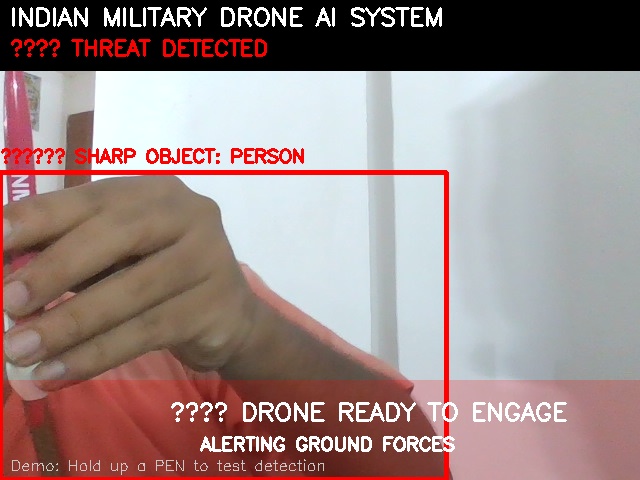 INDIAN MILITARY DRONE AI SYSTEM
???? THREAT DETECTED
?????? SHARP OBJECT: PERSON
???? DRONE READY TO ENGAGE
ALERTING GROUND FORCES
Demo: Hold up a PEN to test detection